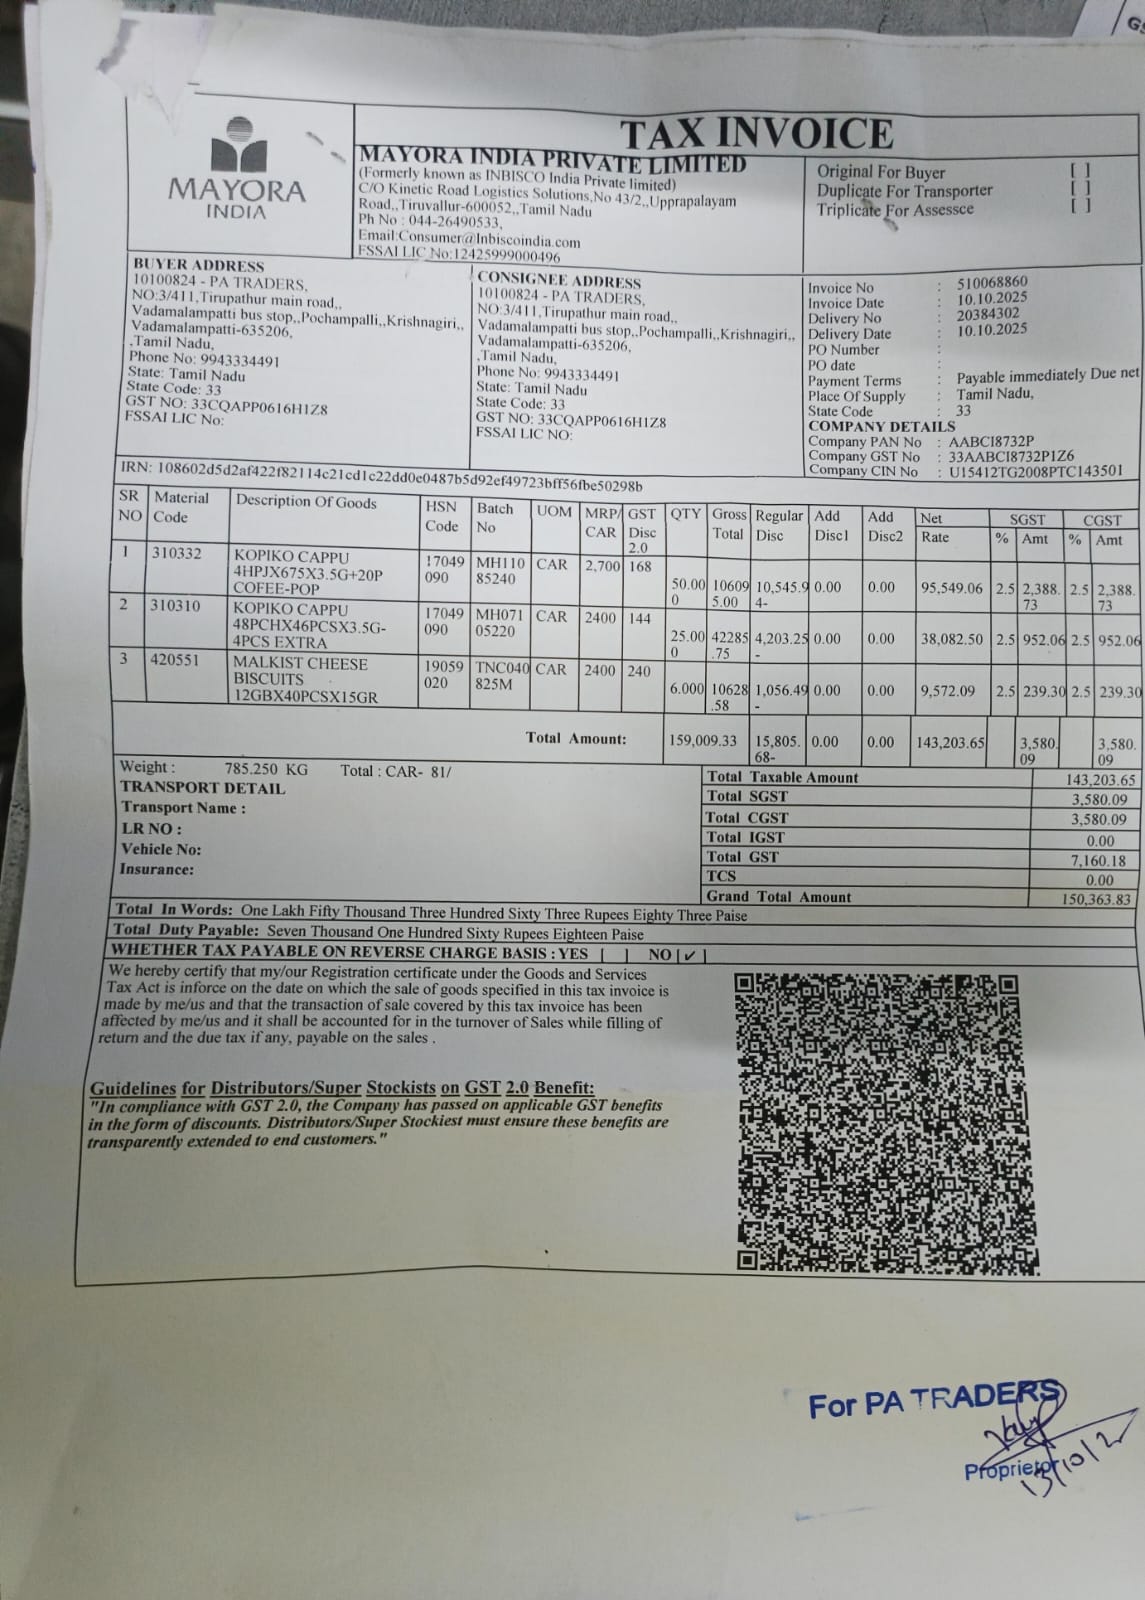 TAX INVOICE
MAYORA
INDIA
MAYORA INDIA PRIVATE LIMITED
(Formerly known as INBISCO India Private limited)
C/O Kinetic Road Logistics Solutions,No 43/2,,Upprapalayam
Road,,Tiruvallur-600052,,Tamil Nadu
Ph No : 044-26490533,
Email:Consumer@Inbiscoindia.com
FSSAI LIC No:12425999000496
Original For Buyer [ ]
Duplicate For Transporter [ ]
Triplicate For Assessce [ ]
BUYER ADDRESS
10100824 - PA TRADERS,
NO:3/411,Tirupathur main road,,
Vadamalampatti bus stop,,Pochampalli,,Krishnagiri,,
Vadamalampatti-635206,
,Tamil Nadu,
Phone No: 9943334491
State: Tamil Nadu
State Code: 33
GST NO: 33CQAPP0616H1Z8
FSSAI LIC No:
CONSIGNEE ADDRESS
10100824 - PA TRADERS,
NO:3/411,Tirupathur main road,,
Vadamalampatti bus stop,,Pochampalli,,Krishnagiri,,
Vadamalampatti-635206,
,Tamil Nadu,
Phone No: 9943334491
State: Tamil Nadu
State Code: 33
GST NO: 33CQAPP0616H1Z8
FSSAI LIC NO:
Invoice No : 510068860
Invoice Date : 10.10.2025
Delivery No : 20384302
Delivery Date : 10.10.2025
PO Number :
PO date :
Payment Terms : Payable immediately Due net
Place Of Supply : Tamil Nadu,
State Code : 33
COMPANY DETAILS
Company PAN No : AABCI8732P
Company GST No : 33AABCI8732P1Z6
Company CIN No : U15412TG2008PTC143501
IRN: 108602d5d2af422f82114c21cd1c22dd0e0487b5d92ef49723bff56fbe50298b
SR Material Description Of Goods HSN Batch UOM MRP/ GST QTY Gross Regular Add Add Net SGST CGST
NO Code Code No CAR Disc Total Disc Disc1 Disc2 Rate % Amt % Amt
2.0
1 310332 KOPIKO CAPPU 17049 MH110 CAR 2,700 168
4HPJX675X3.5G+20P 090 85240 50.00 10609 10,545.9 0.00 0.00 95,549.06 2.5 2,388. 2.5 2,388.
COFEE-POP 0 5.00 4- 73 73
2 310310 KOPIKO CAPPU 17049 MH071 CAR 2400 144
48PCHX46PCSX3.5G- 090 05220 25.00 42285 4,203.25 0.00 0.00 38,082.50 2.5 952.06 2.5 952.06
4PCS EXTRA 0 .75 -
3 420551 MALKIST CHEESE 19059 TNC040 CAR 2400 240
BISCUITS 020 825M 6.000 10628 1,056.49 0.00 0.00 9,572.09 2.5 239.30 2.5 239.30
12GBX40PCSX15GR .58 -
Total Amount: 159,009.33 15,805. 0.00 0.00 143,203.65 3,580. 3,580.
68- 09 09
Weight : 785.250 KG Total : CAR- 81/
TRANSPORT DETAIL
Transport Name :
LR NO :
Vehicle No:
Insurance:
Total Taxable Amount 143,203.65
Total SGST 3,580.09
Total CGST 3,580.09
Total IGST 0.00
Total GST 7,160.18
TCS 0.00
Grand Total Amount 150,363.83
Total In Words: One Lakh Fifty Thousand Three Hundred Sixty Three Rupees Eighty Three Paise
Total Duty Payable: Seven Thousand One Hundred Sixty Rupees Eighteen Paise
WHETHER TAX PAYABLE ON REVERSE CHARGE BASIS : YES [ ] NO [✓]
We hereby certify that my/our Registration certificate under the Goods and Services
Tax Act is inforce on the date on which the sale of goods specified in this tax invoice is
made by me/us and that the transaction of sale covered by this tax invoice has been
affected by me/us and it shall be accounted for in the turnover of Sales while filling of
return and the due tax if any, payable on the sales .
Guidelines for Distributors/Super Stockists on GST 2.0 Benefit:
"In compliance with GST 2.0, the Company has passed on applicable GST benefits
in the form of discounts. Distributors/Super Stockiest must ensure these benefits are
transparently extended to end customers."
For PA TRADERS
Proprietor
13/10/2